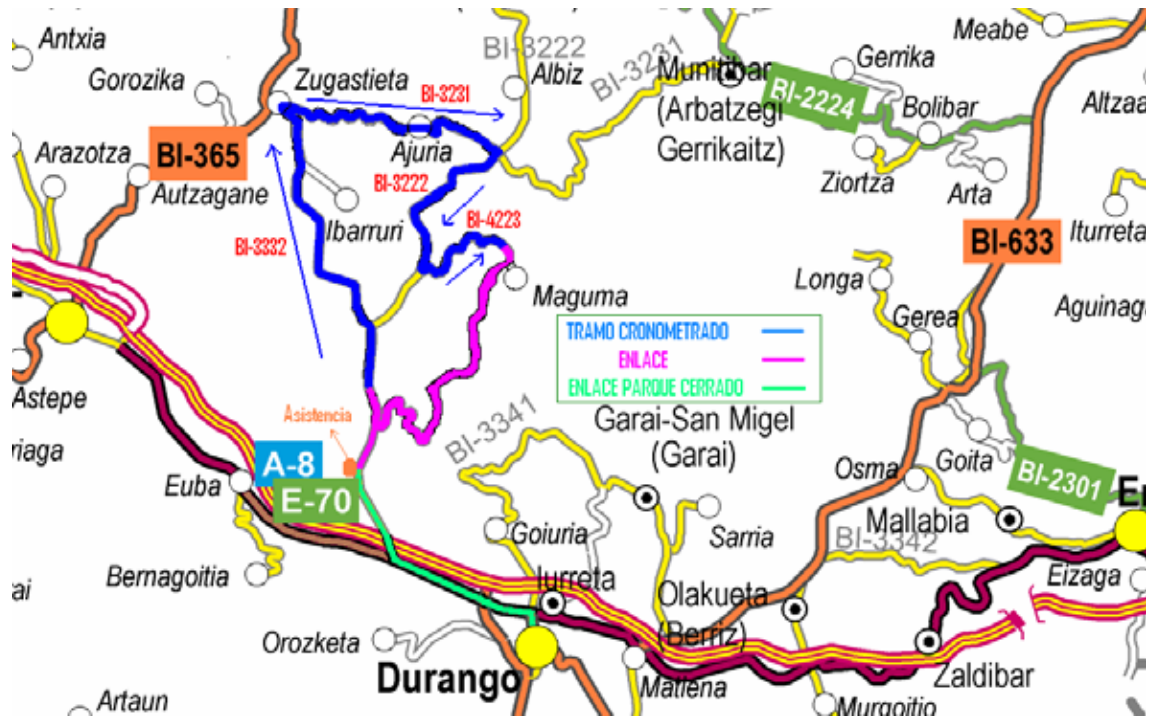 Antxia
Gorozika
Zugastieta
BI-3231
BI-3222
Albiz
BI-3231
Munitibar
(Arbatzegi
Gerrikaitz)
Meabe
Gerrika
BI-2224
Bolibar
Altzaa
Arazotza
BI-365
Autzagane
Ajuria
BI-3222
Ziortza
Arta
Ibarruri
BI-4223
BI-3332
BI-633
Iturreta
Maguma
Longa
Gerea
Aguinag
TRAMO CRONOMETRADO
ENLACE
ENLACE PARQUE CERRADO
Astepe
Asistencia
BI-3341
Garai-San Migel
(Garai)
riaga
A-8
E-70
Euba
Osma
Goita
BI-2301
Er
Mallabia
Goiuria
Sarria
BI-3342
Bernagoitia
Iurreta
Olakueta
(Berriz)
Eizaga
ai
Orozketa
Durango
Matiena
Zaldibar
Artaun
Murgoitio